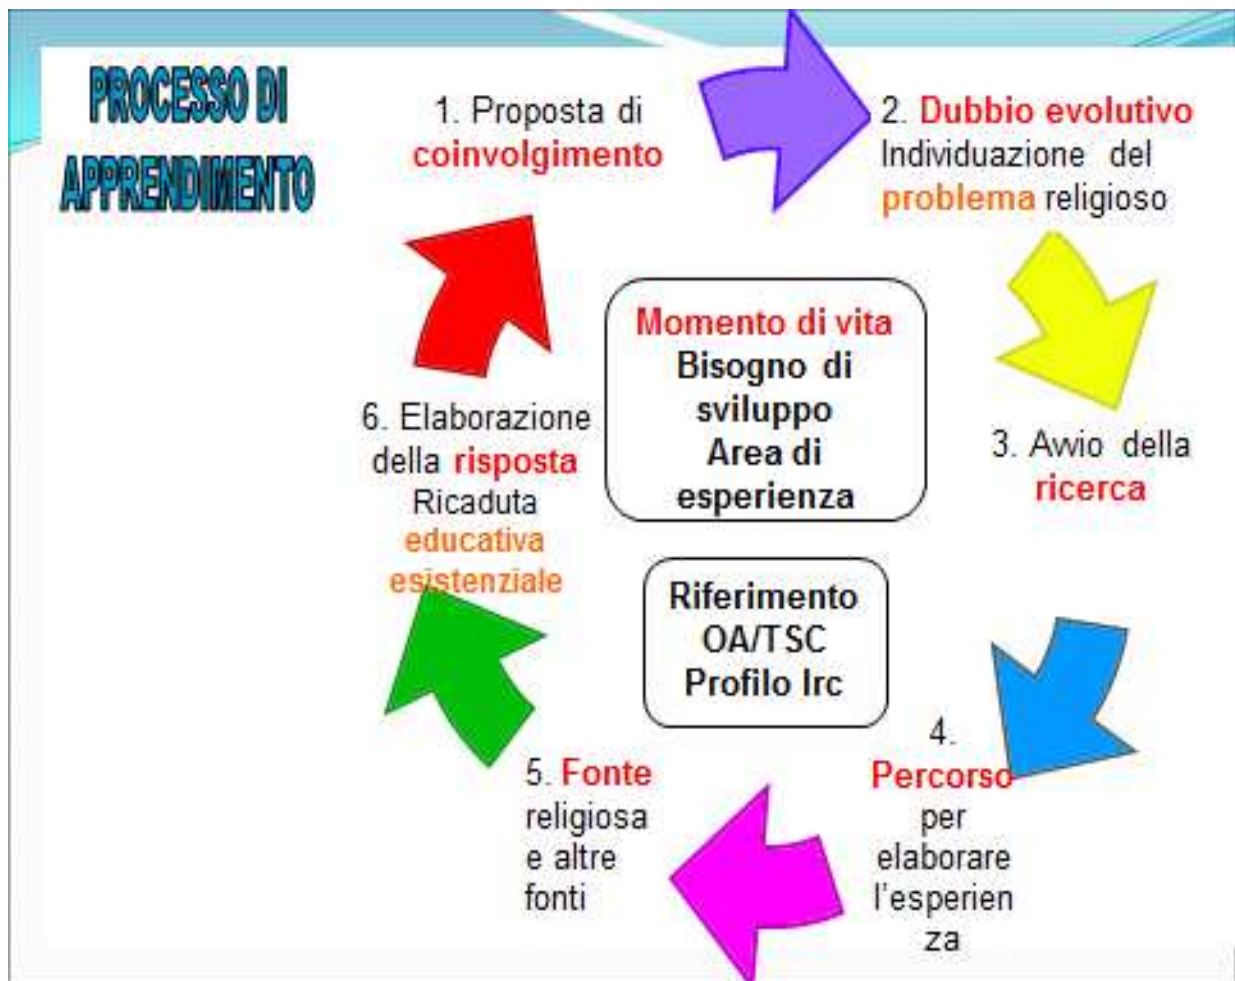 PROCESSO DI
APPRENDIMENTO
1. Proposta di
coinvolgimento
2. Dubbio evolutivo
Individuazione del
problema religioso
3. Avvio della
ricerca
4.
Percorso
per
elaborare
l'esperien
za
5. Fonte
religiosa
e altre
fonti
6. Elaborazione
della risposta
Ricaduta
educativa
esistenziale
Momento di vita
Bisogno di
sviluppo
Area di
esperienza
Riferimento
OA/TSC
Profilo Irc